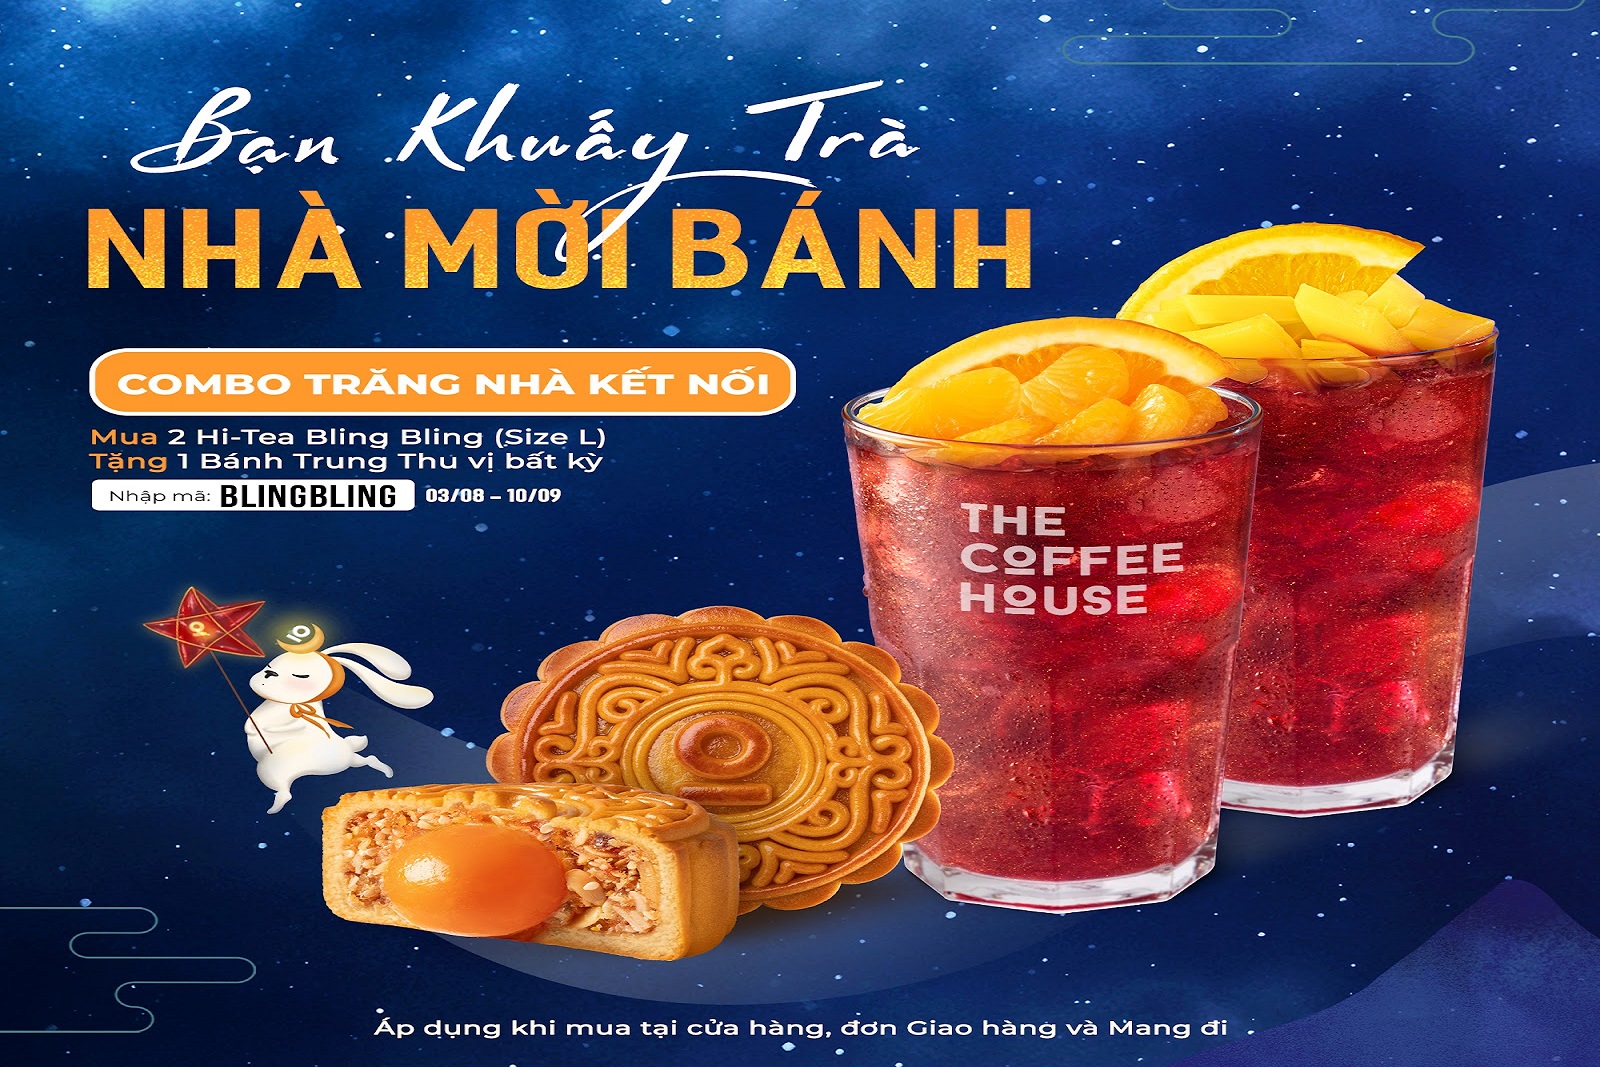 Bạn Khuấy Trà
NHÀ MỜI BÁNH
COMBO TRĂNG NHÀ KẾT NỐI
Mua 2 Hi-Tea Bling Bling (Size L)
Tặng 1 Bánh Trung Thu vị bất kỳ
Nhập mã: BLINGBLING 03/08 – 10/09
THE
COFFEE
HOUSE
Áp dụng khi mua tại cửa hàng, đơn Giao hàng và Mang đi